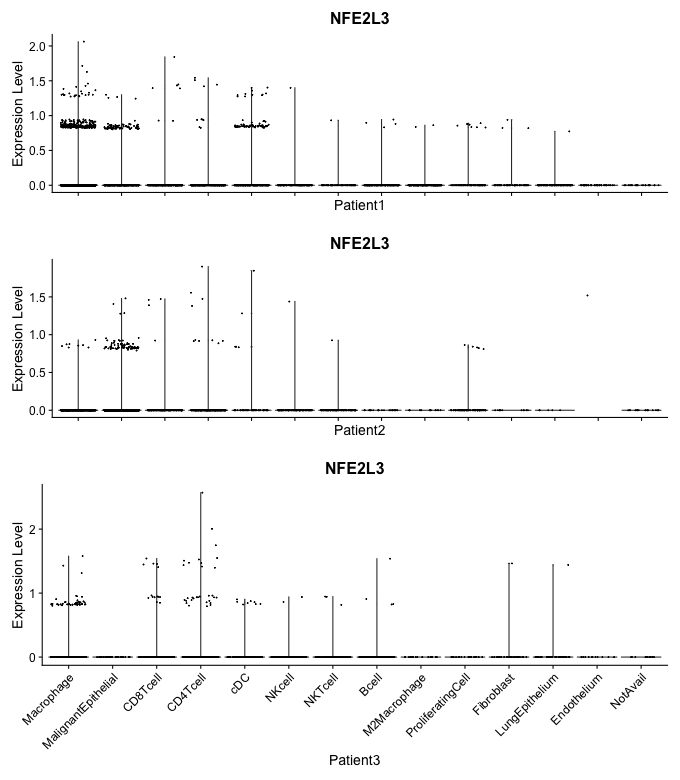 NFE2L3
Expression Level
2.0
1.5
1.0
0.5
0.0
Patient1
NFE2L3
Expression Level
1.5
1.0
0.5
0.0
Patient2
NFE2L3
Expression Level
2
1
0
Macrophage
MalignantEpithelial
CD8Tcell
CD4Tcell
cDC
NKcell
NKTcell
Bcell
M2Macrophage
ProliferatingCell
Fibroblast
LungEpithelium
Endothelium
NotAvail
Patient3